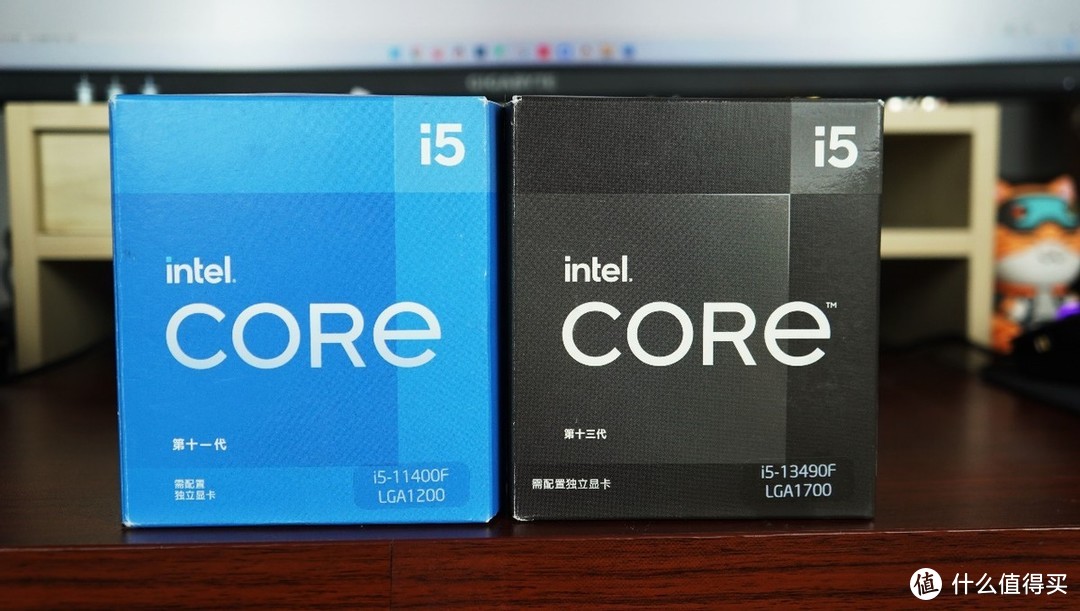 GIGABYTE
i5
intel.
CORE
第十一代
需配置
独立显卡
i5-11400F
LGA1200
i5
intel.
CORE™
第十三代
需配置独立显卡
i5-13490F
LGA1700
值 什么值得买